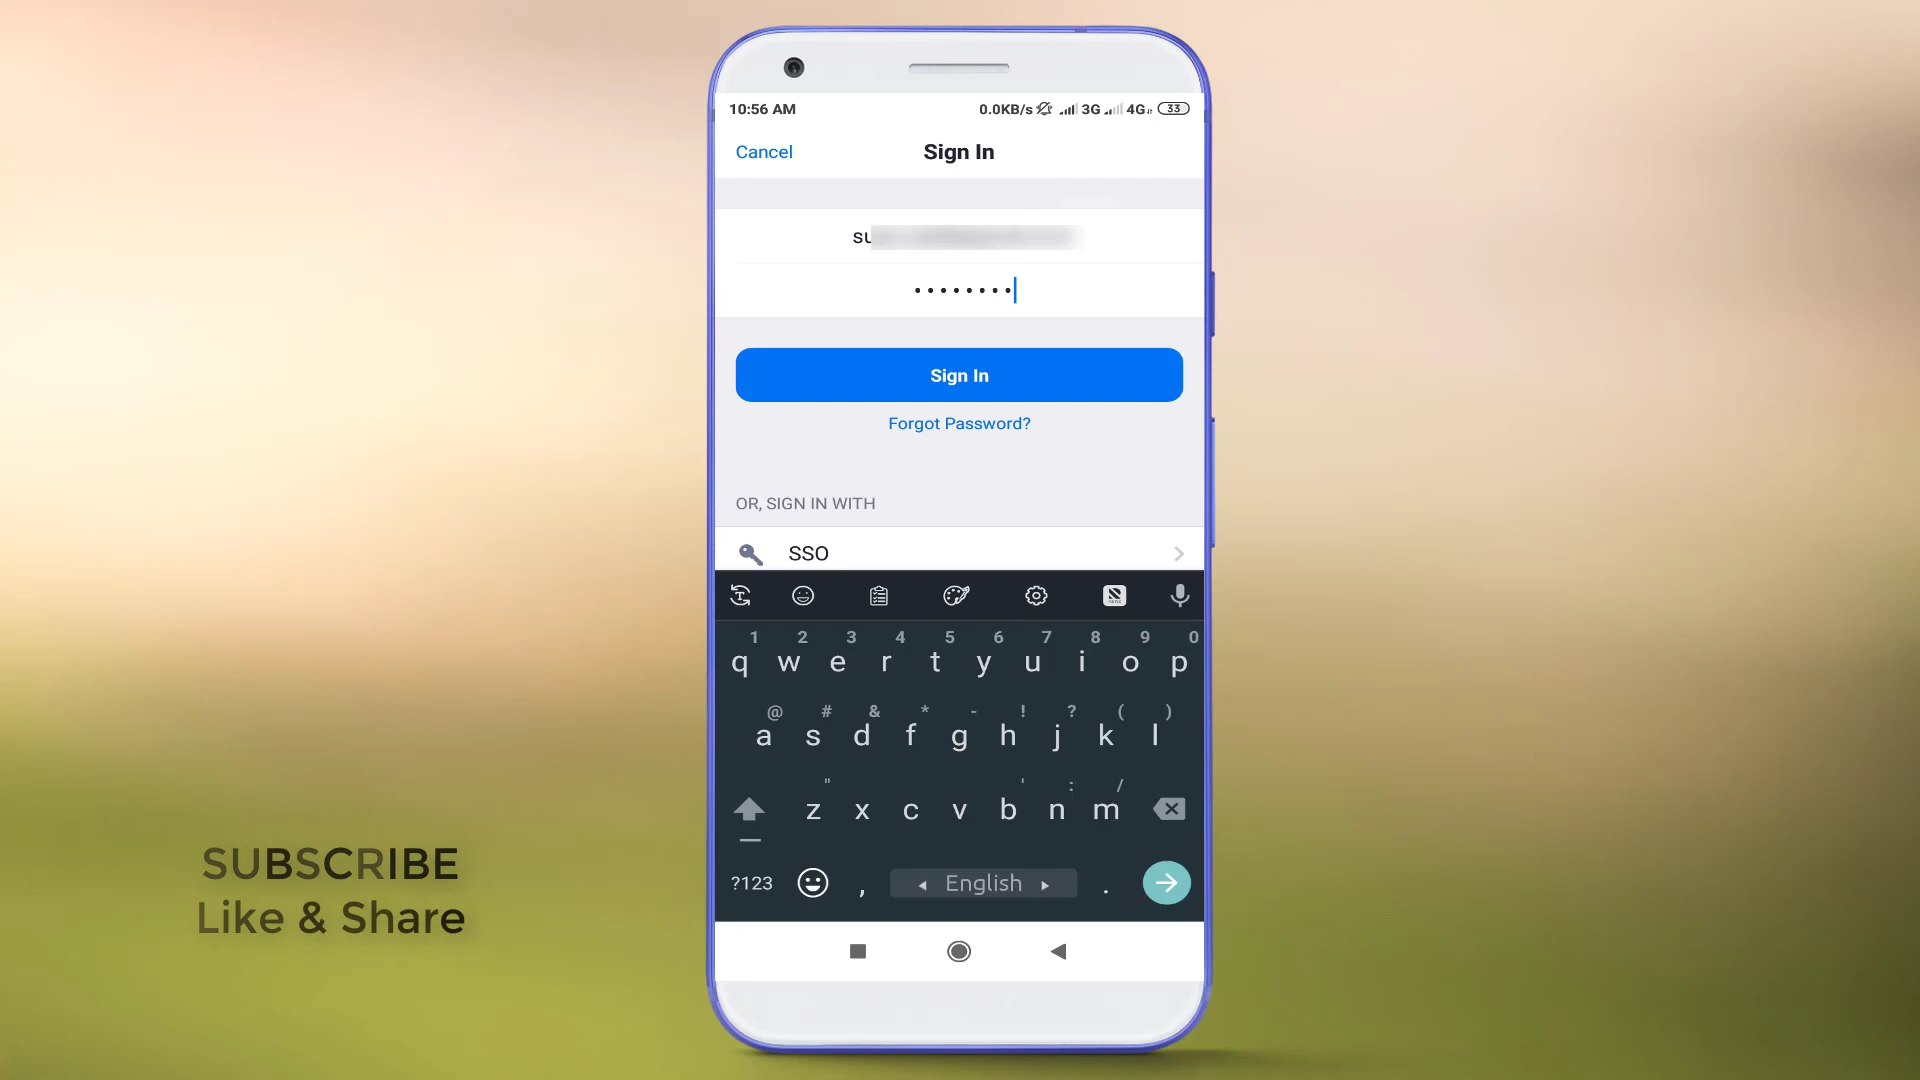 10:56 AM 0.0KB/s 3G 4G 33
Cancel Sign In
su
••••••••
Sign In
Forgot Password?
OR, SIGN IN WITH
SSO
1 2 3 4 5 6 7 8 9 0
q w e r t y u i o p
@ # & * - ! ? ( )
a s d f g h j k l
" ' : /
z x c v b n m
?123 , English .
SUBSCRIBE
Like & Share